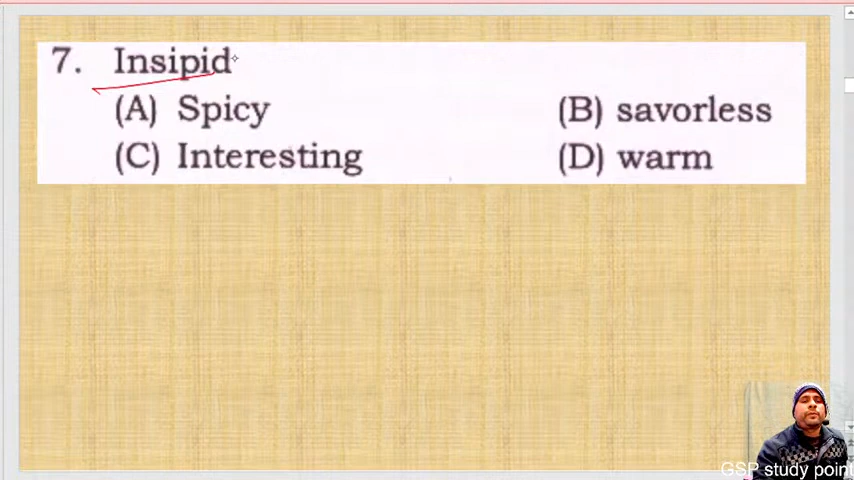 7. Insipid
(A) Spicy (B) savorless
(C) Interesting (D) warm
GSP study point